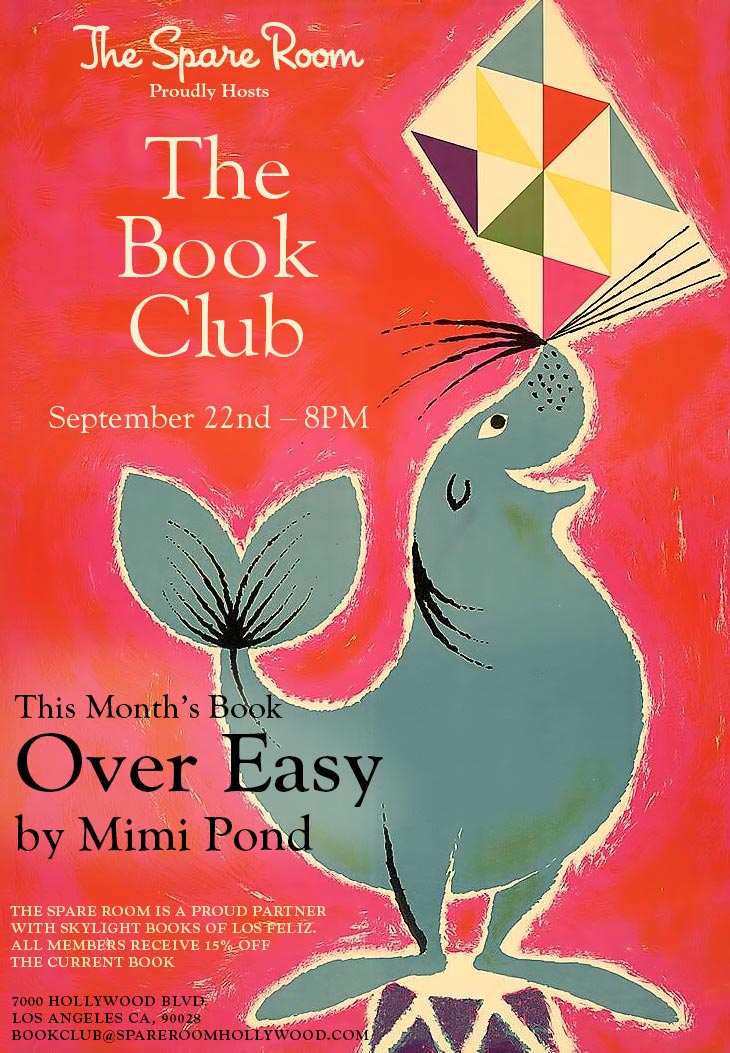 The Spare Room
Proudly Hosts
The
Book
Club
September 22nd – 8PM
This Month's Book
Over Easy
by Mimi Pond
THE SPARE ROOM IS A PROUD PARTNER
WITH SKYLIGHT BOOKS OF LOS FELIZ.
ALL MEMBERS RECEIVE 15% OFF
THE CURRENT BOOK
7000 HOLLYWOOD BLVD.
LOS ANGELES CA, 90028
BOOKCLUB@SPAREROOMHOLLYWOOD.COM